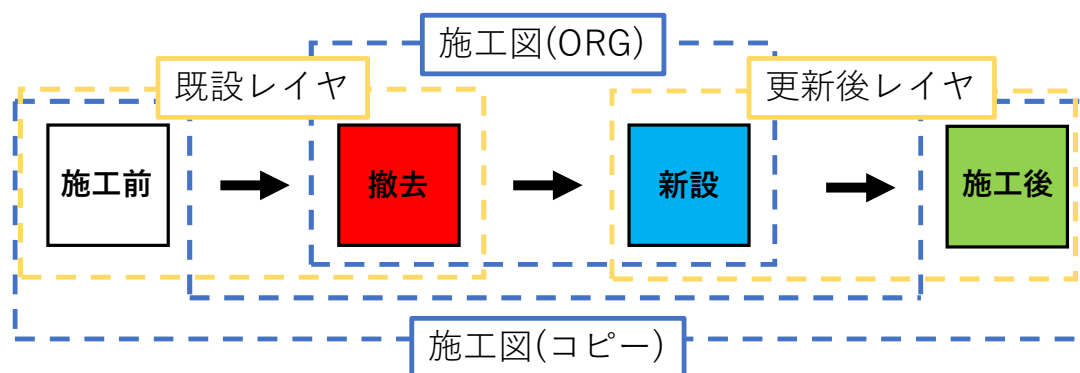 施工図(ORG)
既設レイヤ
更新後レイヤ
施工前
撤去
新設
施工後
施工図(コピー)